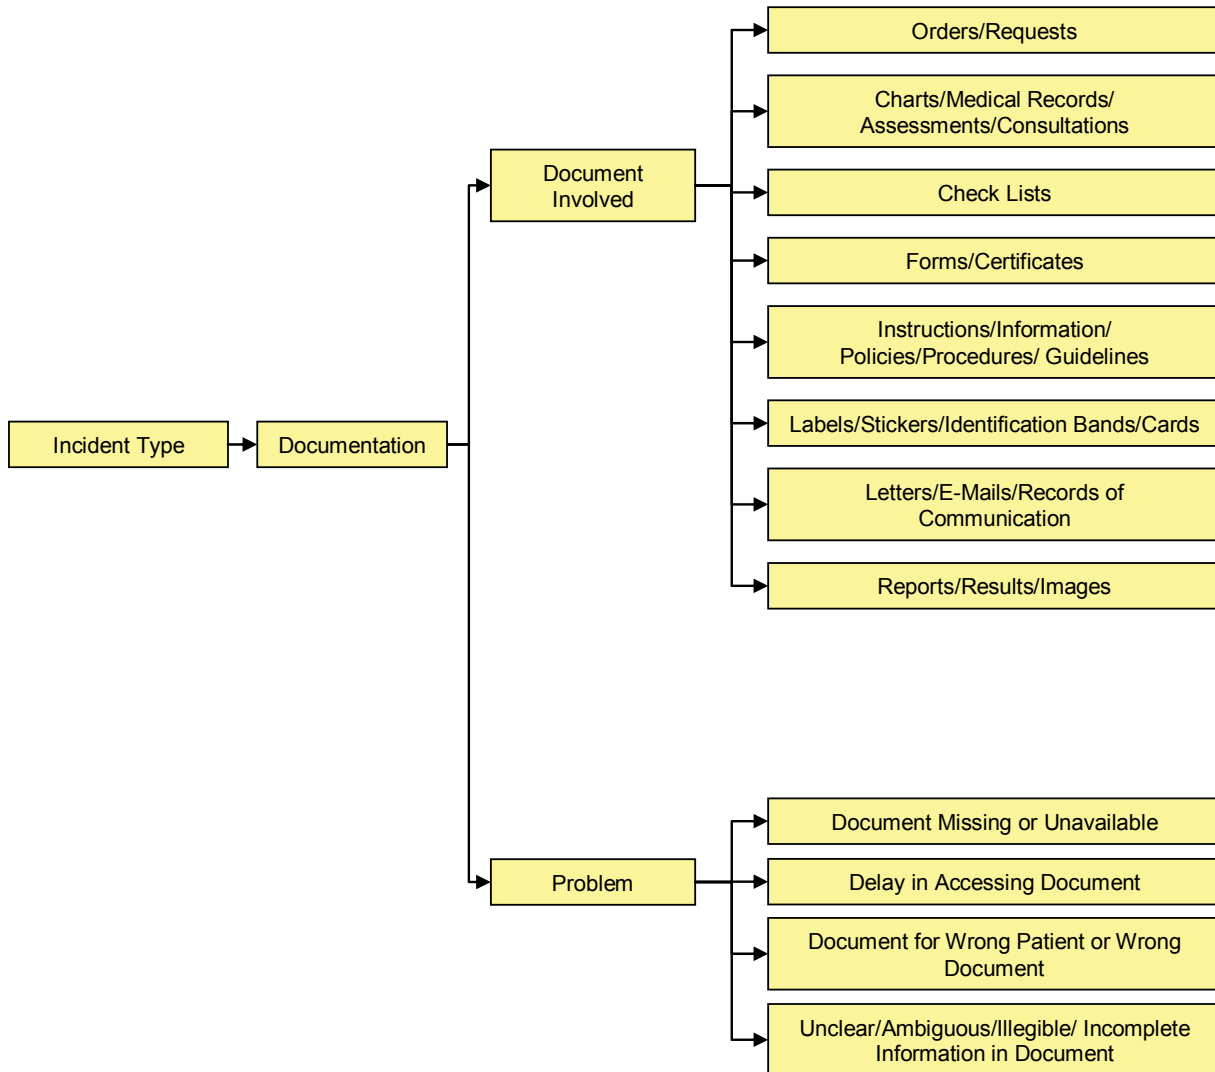 Incident Type
Documentation
Document
Involved
Orders/Requests
Charts/Medical Records/
Assessments/Consultations
Check Lists
Forms/Certificates
Instructions/Information/
Policies/Procedures/ Guidelines
Labels/Stickers/Identification Bands/Cards
Letters/E-Mails/Records of
Communication
Reports/Results/Images
Problem
Document Missing or Unavailable
Delay in Accessing Document
Document for Wrong Patient or Wrong
Document
Unclear/Ambiguous/Illegible/ Incomplete
Information in Document